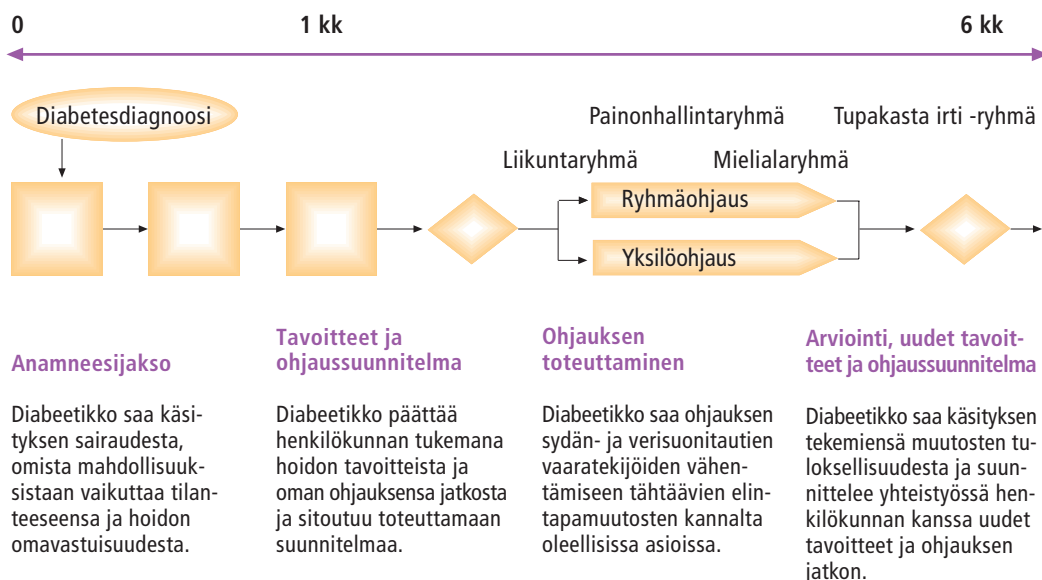 0 1 kk 6 kk
Diabetesdiagnoosi
Painonhallintaryhmä Tupakasta irti -ryhmä
Liikuntaryhmä Mielialaryhmä
Ryhmäohjaus
Yksilöohjaus
Anamneesijakso
Diabeetikko saa käsi-
tyksen sairaudesta,
omista mahdollisuuk-
sistaan vaikuttaa tilan-
teeseensa ja hoidon
omavastuisuudesta.
Tavoitteet ja
ohjaussuunnitelma
Diabeetikko päättää
henkilökunnan tukemana
hoidon tavoitteista ja
oman ohjauksensa jatkosta
ja sitoutuu toteuttamaan
suunnitelmaa.
Ohjauksen
toteuttaminen
Diabeetikko saa ohjauksen
sydän- ja verisuonitautien
vaaratekijöiden vähen-
tämiseen tähtäävien elin-
tapamuutosten kannalta
oleellisissa asioissa.
Arviointi, uudet tavoit-
teet ja ohjaussuunnitelma
Diabeetikko saa käsityksen
tekemiensä muutosten tu-
loksellisuudesta ja suun-
nittelee yhteistyössä hen-
kilökunnan kanssa uudet
tavoitteet ja ohjauksen
jatkon.